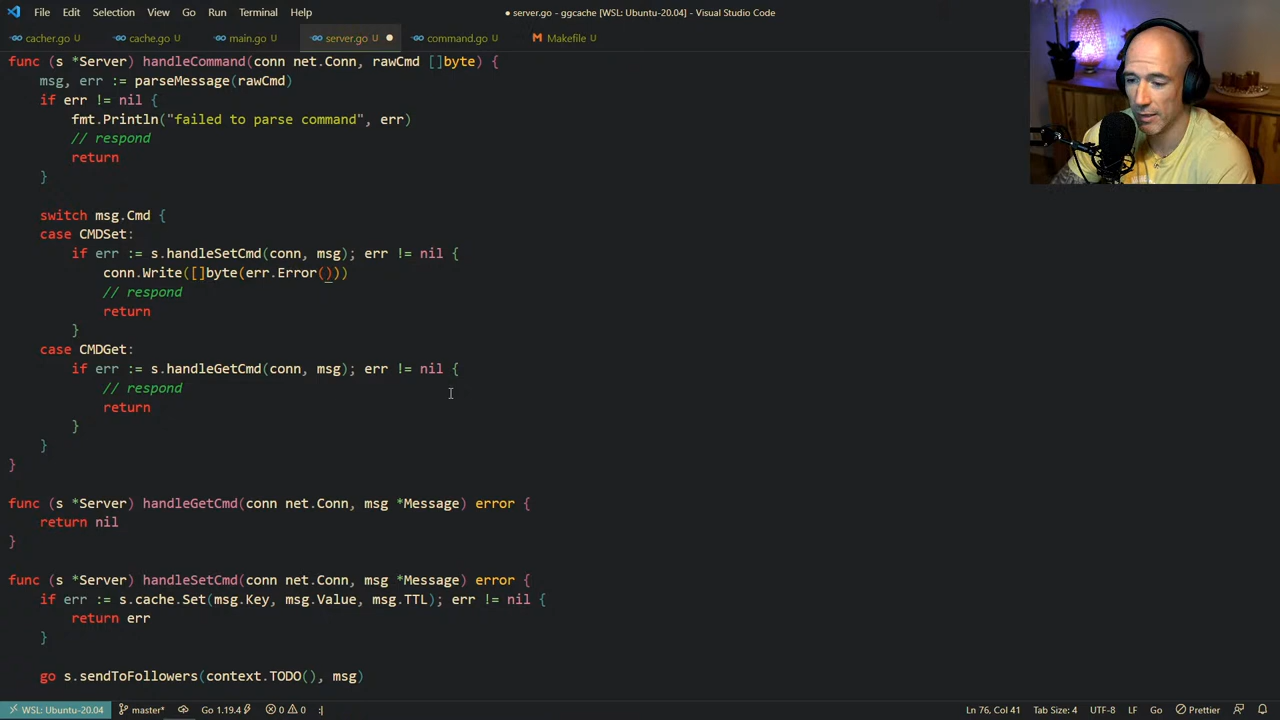 File Edit Selection View Go Run Terminal Help
● server.go - ggcache [WSL: Ubuntu-20.04] - Visual Studio Code
cacher.go U cache.go U main.go U server.go U ● command.go U Makefile U
func (s *Server) handleCommand(conn net.Conn, rawCmd []byte) {
    msg, err := parseMessage(rawCmd)
    if err != nil {
        fmt.Println("failed to parse command", err)
        // respond
        return
    }
    switch msg.Cmd {
    case CMDSet:
        if err := s.handleSetCmd(conn, msg); err != nil {
            conn.Write([]byte(err.Error()))
            // respond
            return
        }
    case CMDGet:
        if err := s.handleGetCmd(conn, msg); err != nil {
            // respond
            return
        }
    }
}
func (s *Server) handleGetCmd(conn net.Conn, msg *Message) error {
    return nil
}
func (s *Server) handleSetCmd(conn net.Conn, msg *Message) error {
    if err := s.cache.Set(msg.Key, msg.Value, msg.TTL); err != nil {
        return err
    }
    go s.sendToFollowers(context.TODO(), msg)
WSL: Ubuntu-20.04 master* Go 1.19.4 0 0 :| Ln 76, Col 41 Tab Size: 4 UTF-8 LF Go Prettier